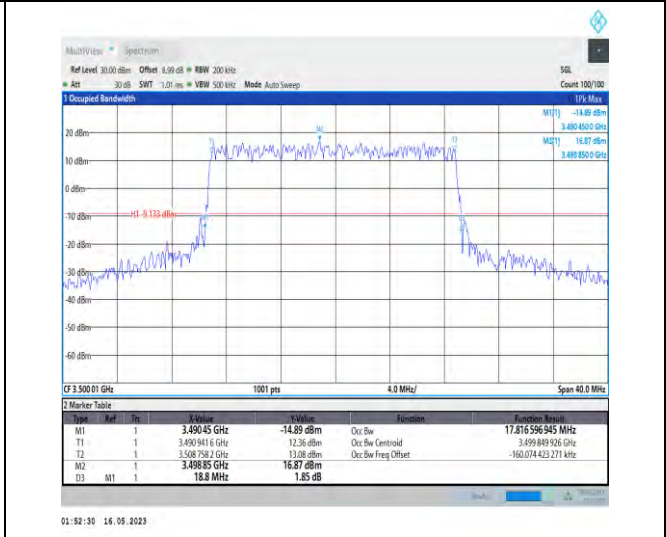 MultiView Spectrum
Ref Level 30.00 dBm Offset 8.99 dB RBW 200 kHz SGL
Att 30 dB SWT 1.01 ms VBW 500 kHz Mode Auto Sweep Count 100/100
1 Occupied Bandwidth 1Pk Max
M1[1] -14.89 dBm
3.490 450 0 GHz
20 dBm M2[1] 16.87 dBm
3.498 850 0 GHz
T1 M2 T2
10 dBm
0 dBm
-10 dBm H1 -9.133 dBm
-20 dBm
-30 dBm
-40 dBm
-50 dBm
-60 dBm
CF 3.500 01 GHz 1001 pts 4.0 MHz/ Span 40.0 MHz
2 Marker Table
Type Ref Trc X-Value Y-Value Function Function Result
M1 1 3.490 45 GHz -14.89 dBm Occ Bw 17.816 596 945 MHz
T1 1 3.490 941 6 GHz 12.36 dBm Occ Bw Centroid 3.499 849 926 GHz
T2 1 3.508 758 2 GHz 13.08 dBm Occ Bw Freq Offset -160.074 423 271 kHz
M2 1 3.498 85 GHz 16.87 dBm
D3 M1 1 18.8 MHz 1.85 dB
Ready
01:52:30 16.05.2023